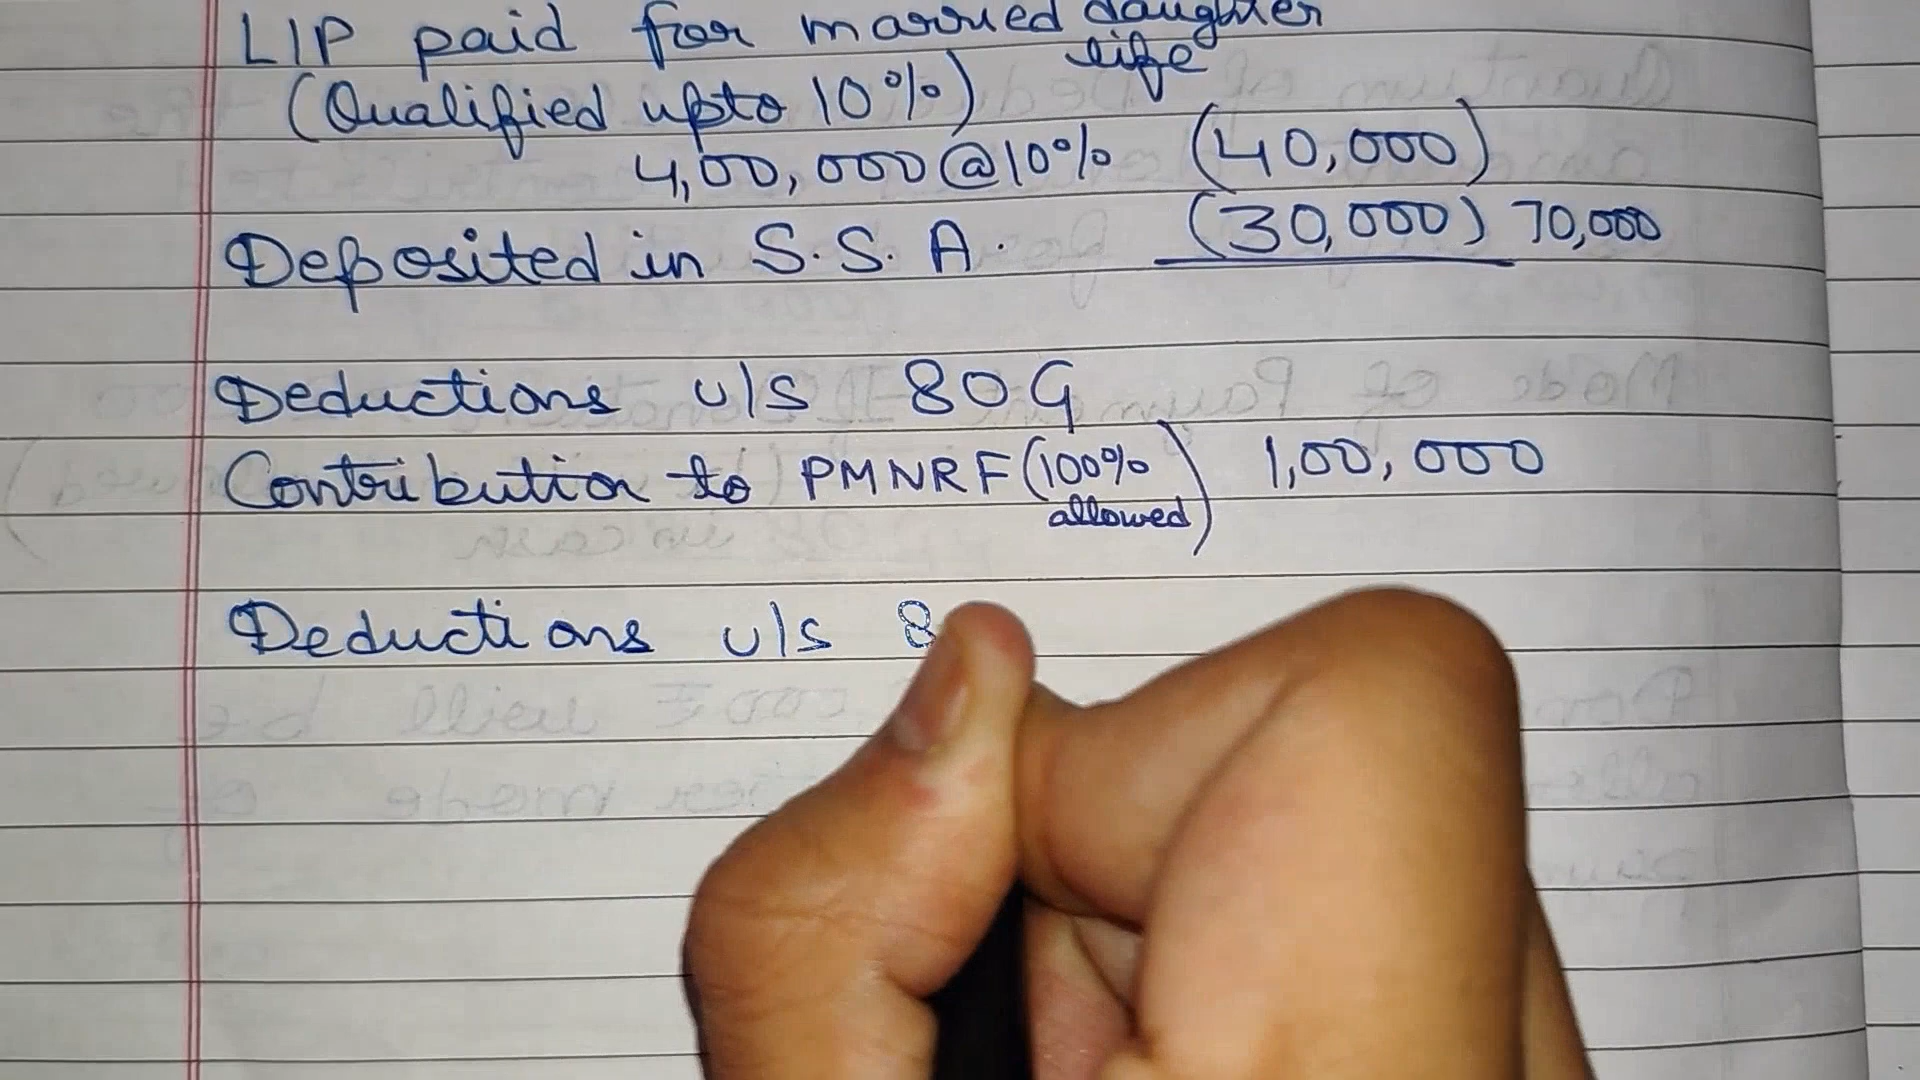 LIP paid for married daughter
life
(Qualified upto 10%)
4,00,000@10% (40,000)
Deposited in S.S.A. (30,000) 70,000
Deductions u/s 80G
Contribution to PMNRF (100% allowed) 1,00,000
Deductions u/s 8